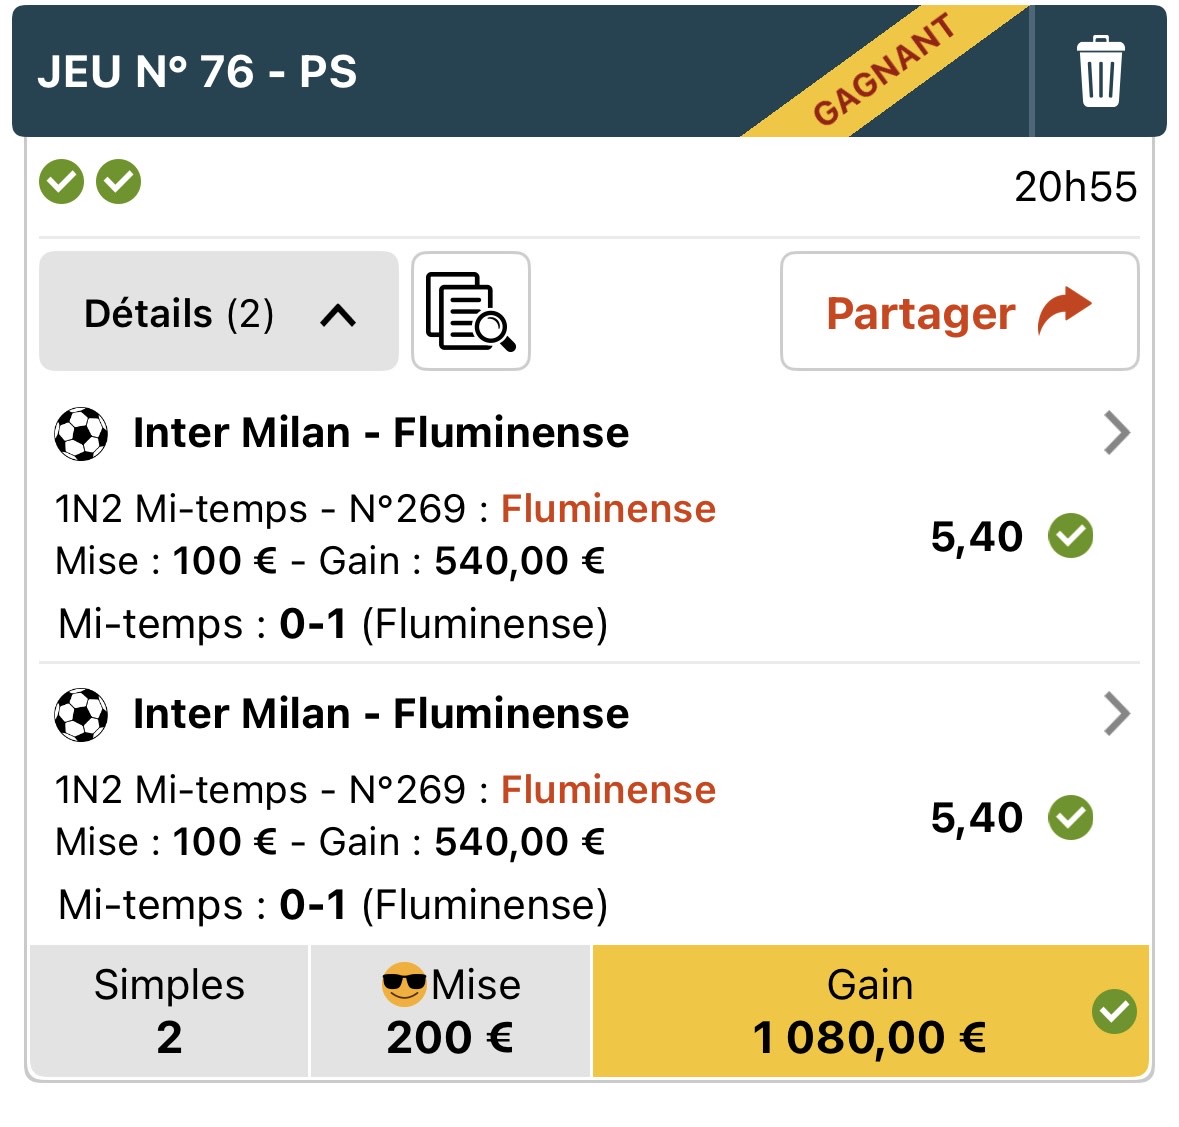 JEU N° 76 - PS
GAGNANT
20h55
Détails (2)
Partager
Inter Milan - Fluminense
1N2 Mi-temps - N°269 : Fluminense
Mise : 100 € - Gain : 540,00 €
5,40
Mi-temps : 0-1 (Fluminense)
Inter Milan - Fluminense
1N2 Mi-temps - N°269 : Fluminense
Mise : 100 € - Gain : 540,00 €
5,40
Mi-temps : 0-1 (Fluminense)
Simples
2
😎Mise
200 €
Gain
1 080,00 €